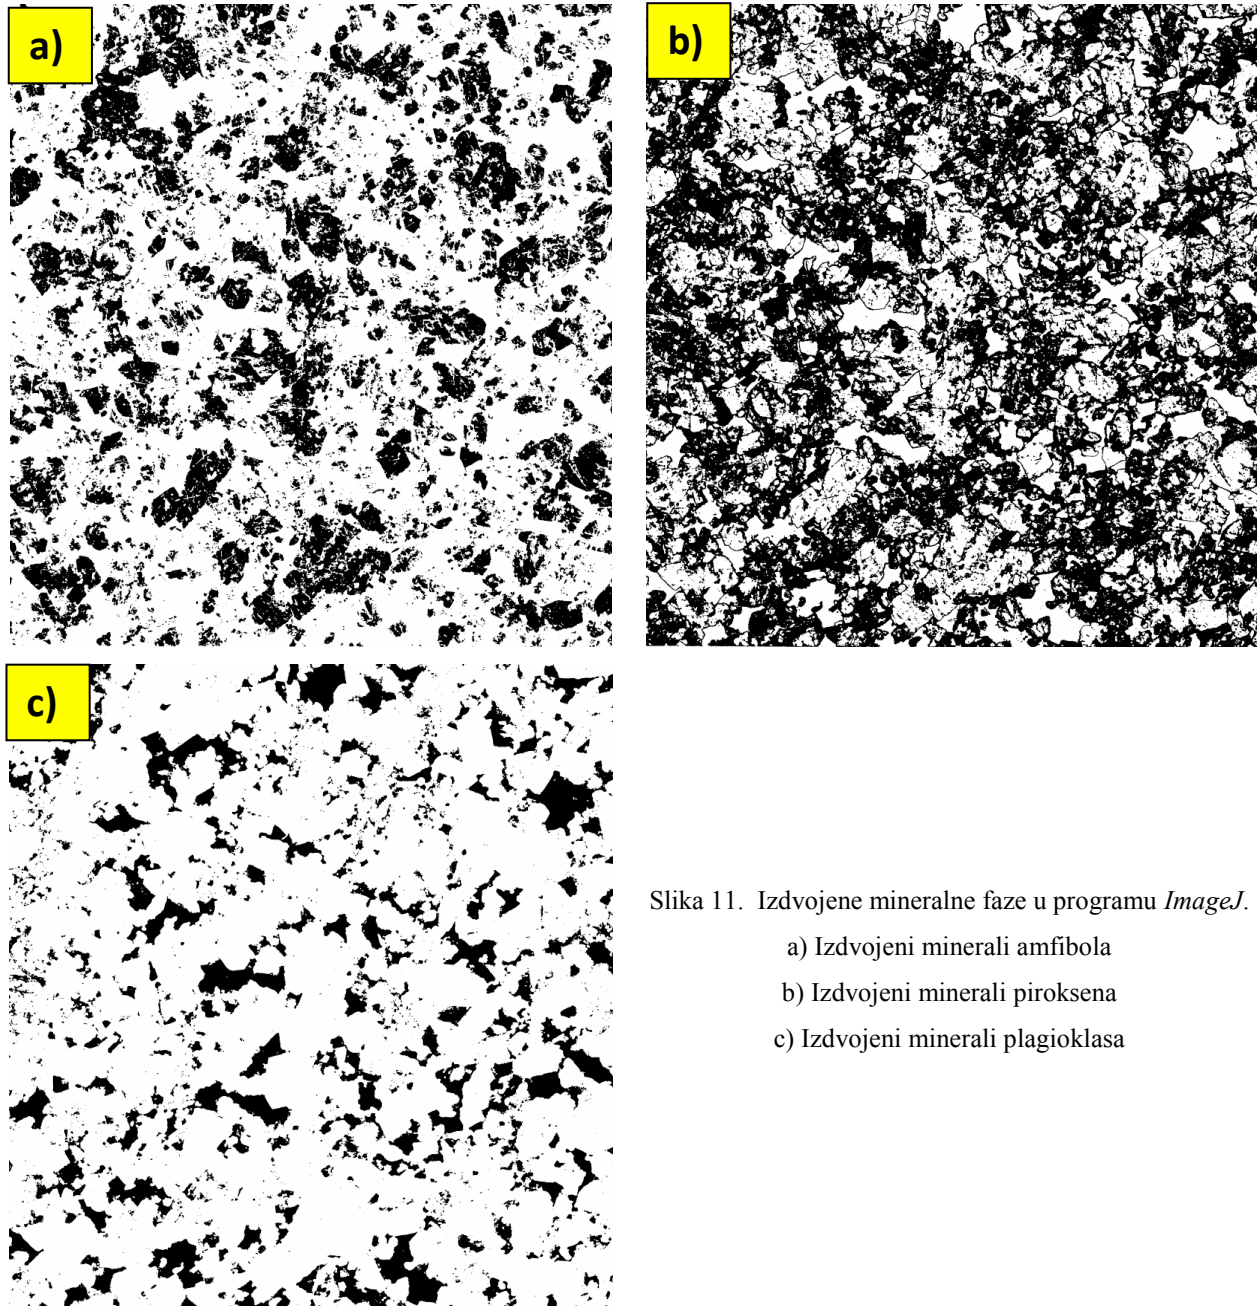 a)
b)
c)
Slika 11. Izdvojene mineralne faze u programu ImageJ.
a) Izdvojeni minerali amfibola
b) Izdvojeni minerali piroksena
c) Izdvojeni minerali plagioklasa